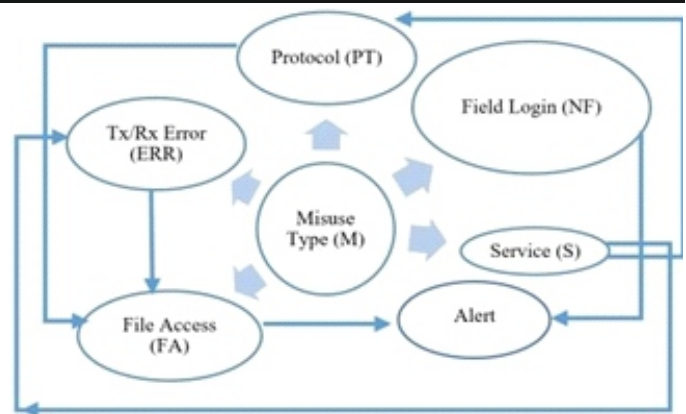 Protocol (PT)
Field Login (NF)
Tx/Rx Error
(ERR)
Misuse
Type (M)
Service (S)
File Access
(FA)
Alert